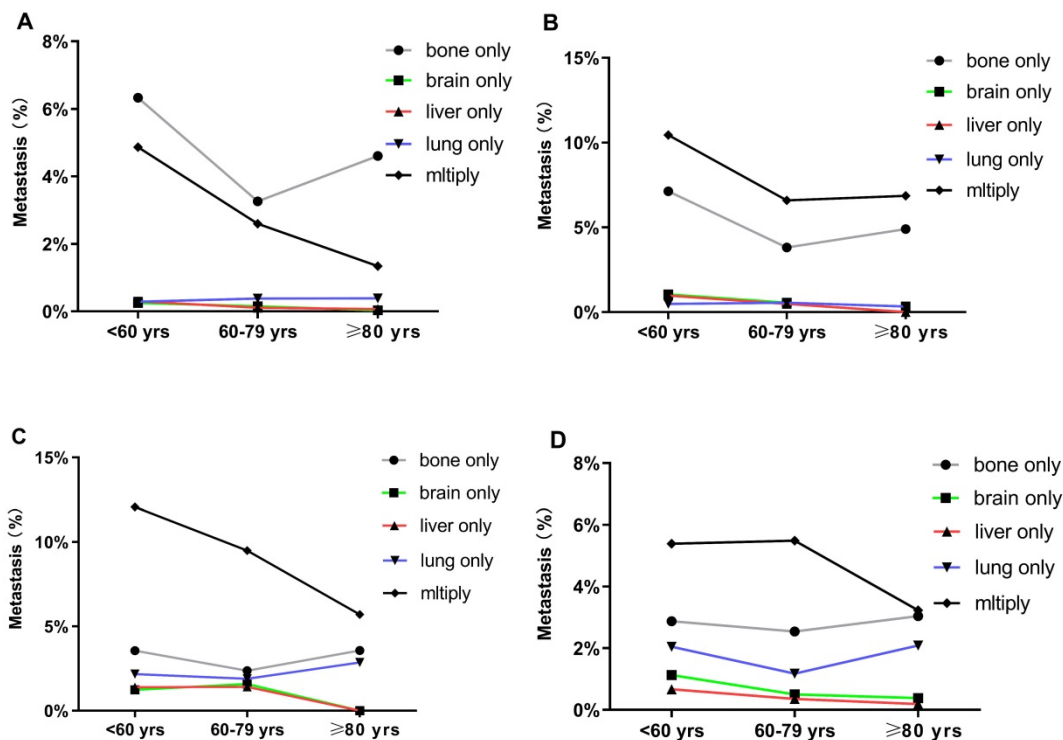 A
Metastasis (%)
8%
6%
4%
2%
0%
<60 yrs 60-79 yrs ≥80 yrs
bone only
brain only
liver only
lung only
mltiply
B
Metastasis (%)
15%
10%
5%
0%
<60 yrs 60-79 yrs ≥80 yrs
bone only
brain only
liver only
lung only
mltiply
C
Metastasis (%)
15%
10%
5%
0%
<60 yrs 60-79 yrs ≥80 yrs
bone only
brain only
liver only
lung only
mltiply
D
Metastasis (%)
8%
6%
4%
2%
0%
<60 yrs 60-79 yrs ≥80 yrs
bone only
brain only
liver only
lung only
mltiply